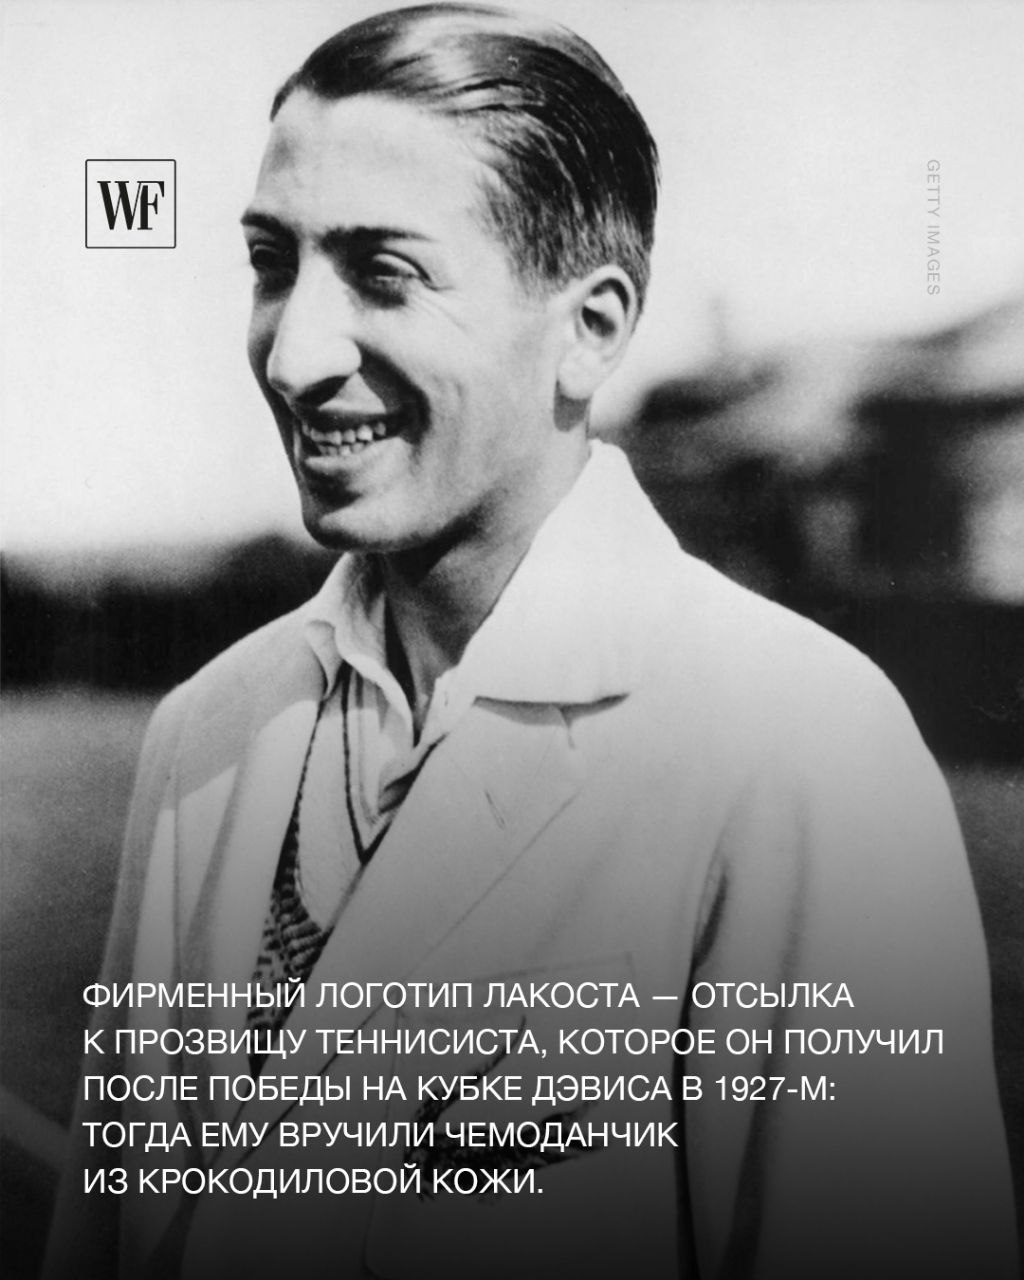 WF
GETTY IMAGES
ФИРМЕННЫЙ ЛОГОТИП ЛАКОСТА — ОТСЫЛКА
К ПРОЗВИЩУ ТЕННИСИСТА, КОТОРОЕ ОН ПОЛУЧИЛ
ПОСЛЕ ПОБЕДЫ НА КУБКЕ ДЭВИСА В 1927-М:
ТОГДА ЕМУ ВРУЧИЛИ ЧЕМОДАНЧИК
ИЗ КРОКОДИЛОВОЙ КОЖИ.